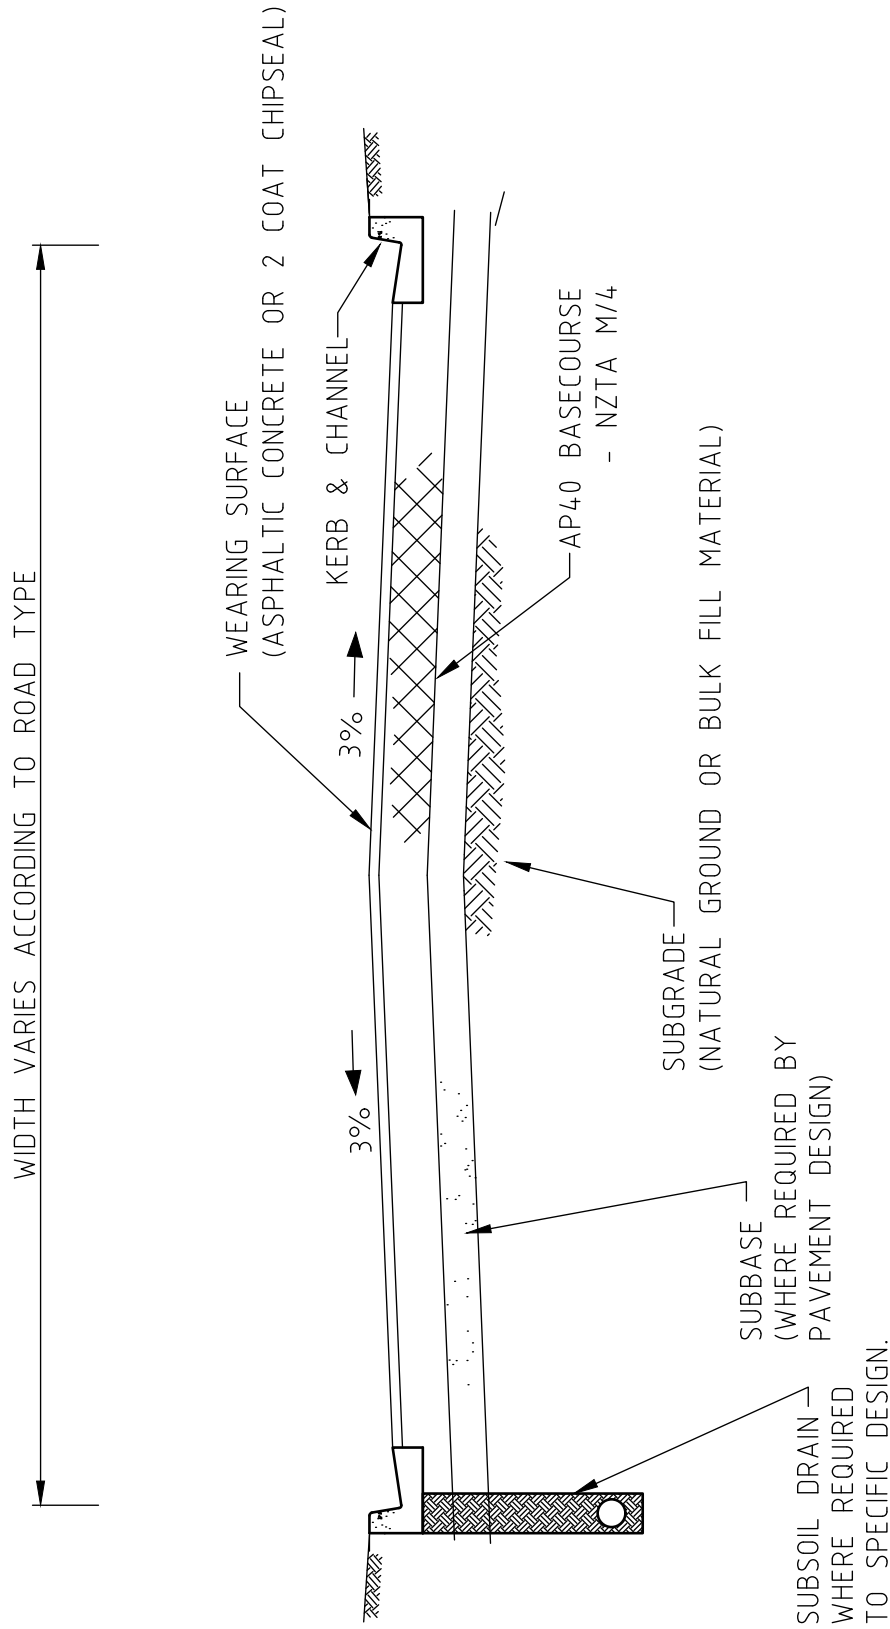 WIDTH VARIES ACCORDING TO ROAD TYPE
WEARING SURFACE
(ASPHALTIC CONCRETE OR 2 COAT CHIPSEAL)
KERB & CHANNEL
3%
3%
AP40 BASECOURSE
- NZTA M/4
SUBGRADE
(NATURAL GROUND OR BULK FILL MATERIAL)
SUBBASE
(WHERE REQUIRED BY
PAVEMENT DESIGN)
SUBSOIL DRAIN
WHERE REQUIRED
TO SPECIFIC DESIGN.